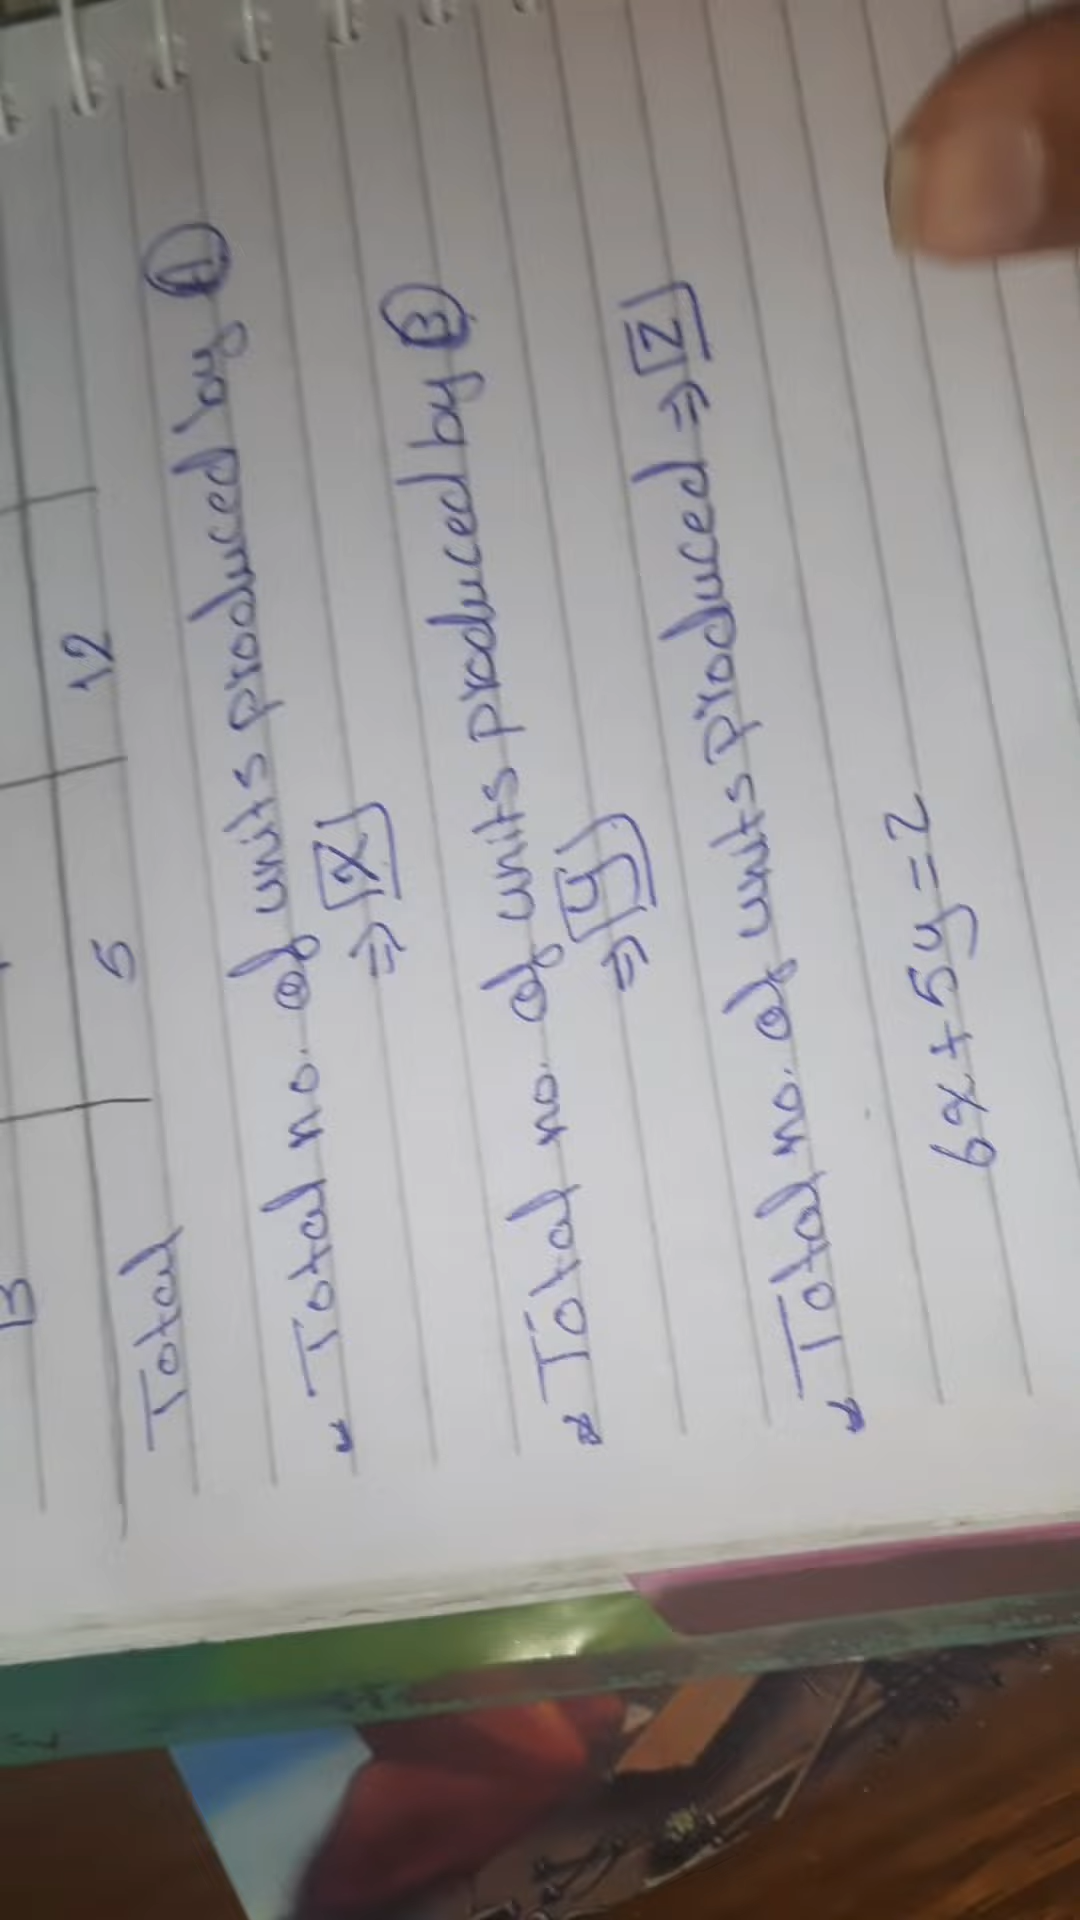 B
Total 5 12
Total no. of units produced by A
⇒ x
Total no. of units produced by B
⇒ y
Total no. of units produced ⇒ Z
6x + 5y = 2